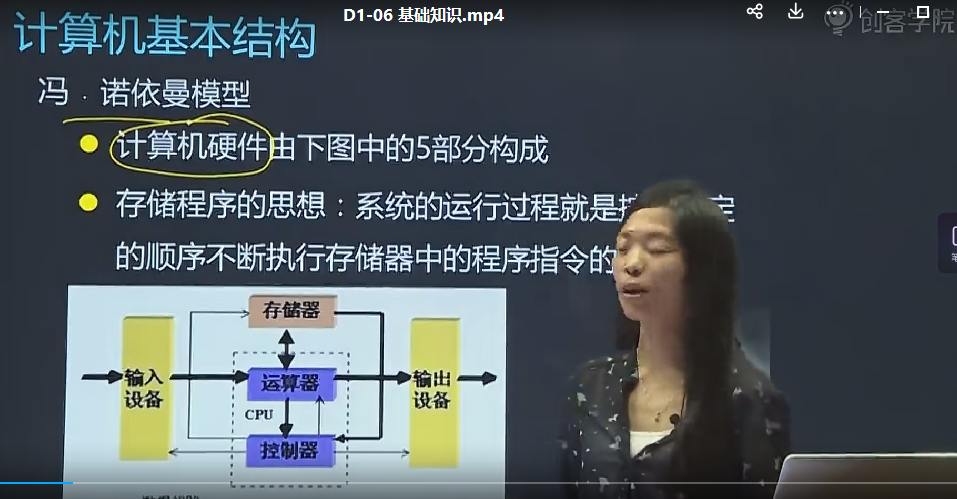 D1-06 基础知识.mp4
创客学院
计算机基本结构
冯．诺依曼模型
计算机硬件由下图中的5部分构成
存储程序的思想：系统的运行过程就是按
定
的顺序不断执行存储器中的程序指令的
存储器
输入
设备
运算器
输出
设备
CPU
控制器